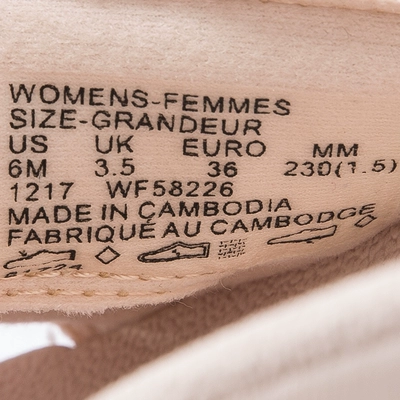 WOMENS-FEMMES
SIZE-GRANDEUR
US UK EURO MM
6M 3.5 36 230(1.5)
1217 WF58226
MADE IN CAMBODIA
FABRIQUÉ AU CAMBODGE